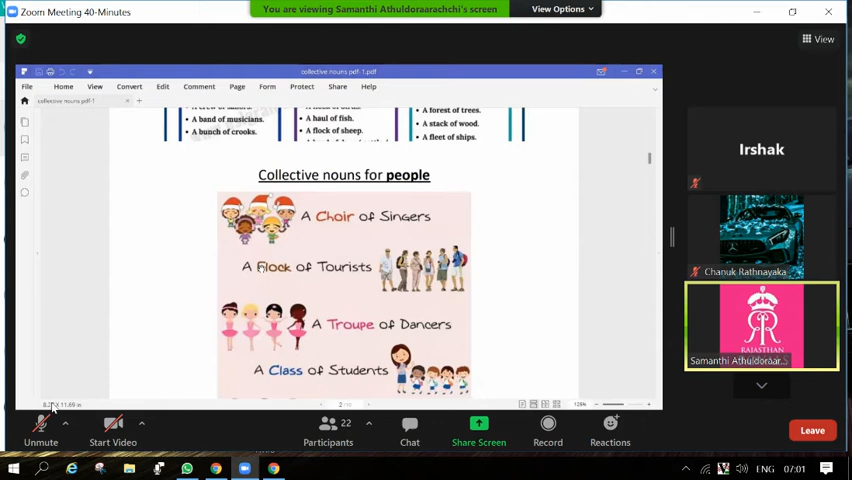 Zoom Meeting 40-Minutes
You are viewing Samanthi Athuldoraarachchi's screen
View Options
View
collective nouns pdf-1.pdf
File Home View Convert Edit Comment Page Form Protect Share Help
collective nouns pdf-1
• A band of musicians.
• A bunch of crooks.
• A haul of fish.
• A flock of sheep.
• A forest of trees.
• A stack of wood.
• A fleet of ships.
Collective nouns for people
A Choir of Singers
A Flock of Tourists
A Troupe of Dancers
A Class of Students
Irshak
Chanuk Rathnayaka
RAJASTHAN
Samanthi Athuldoraar...
2
129%
Unmute
Start Video
22
Participants
Chat
Share Screen
Record
Reactions
Leave
ENG 07:01